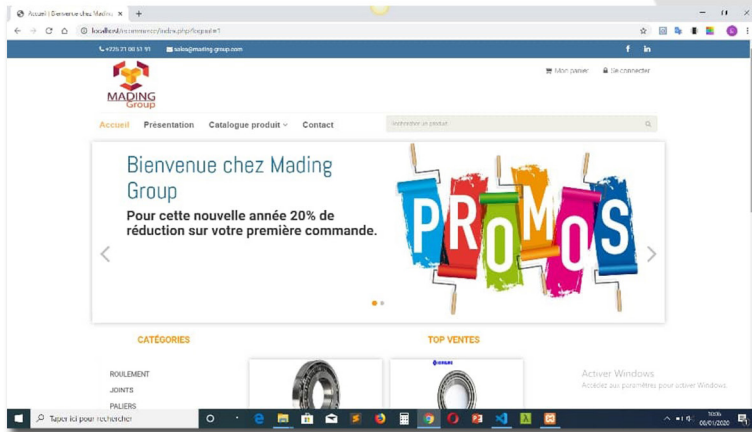 Accueil | Bienvenue chez Mading
localhost/ecommerce/index.php?logout=1
+225 21 00 51 91 sales@mading-group.com f in
MADING
Group
Mon panier Se connecter
Accueil Présentation Catalogue produit Contact
Rechercher un produit
Bienvenue chez Mading
Group
Pour cette nouvelle année 20% de
réduction sur votre première commande.
PROMOS
CATÉGORIES TOP VENTES
ROULEMENT
JOINTS
PALIERS
Activer Windows
Accédez aux paramètres pour activer Windows.
Taper ici pour rechercher
10:06
08/01/2020